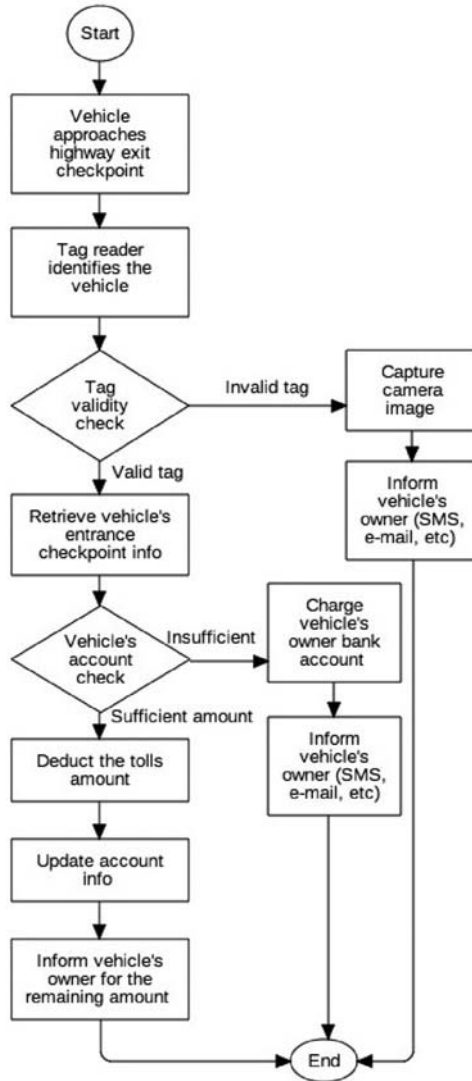 Start
Vehicle
approaches
highway exit
checkpoint
Tag reader
identifies the
vehicle
Tag
validity
check
Invalid tag
Capture
camera
image
Valid tag
Inform
vehicle's
owner (SMS,
e-mail, etc)
Retrieve vehicle's
entrance
checkpoint info
Vehicle's
account
check
Insufficient
Charge
vehicle's
owner bank
account
Sufficient amount
Inform
vehicle's
owner (SMS,
e-mail, etc)
Deduct the tolls
amount
Update account
info
Inform vehicle's
owner for the
remaining amount
End